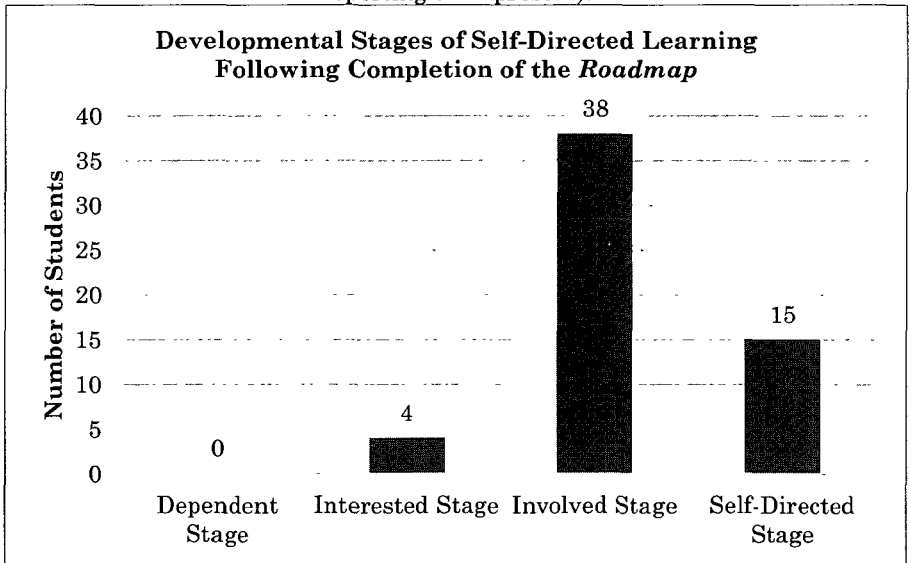 Developmental Stages of Self-Directed Learning
Following Completion of the Roadmap
Number of Students
40
35
30
25
20
15
10
5
0
0
4
38
15
Dependent Stage
Interested Stage
Involved Stage
Self-Directed Stage